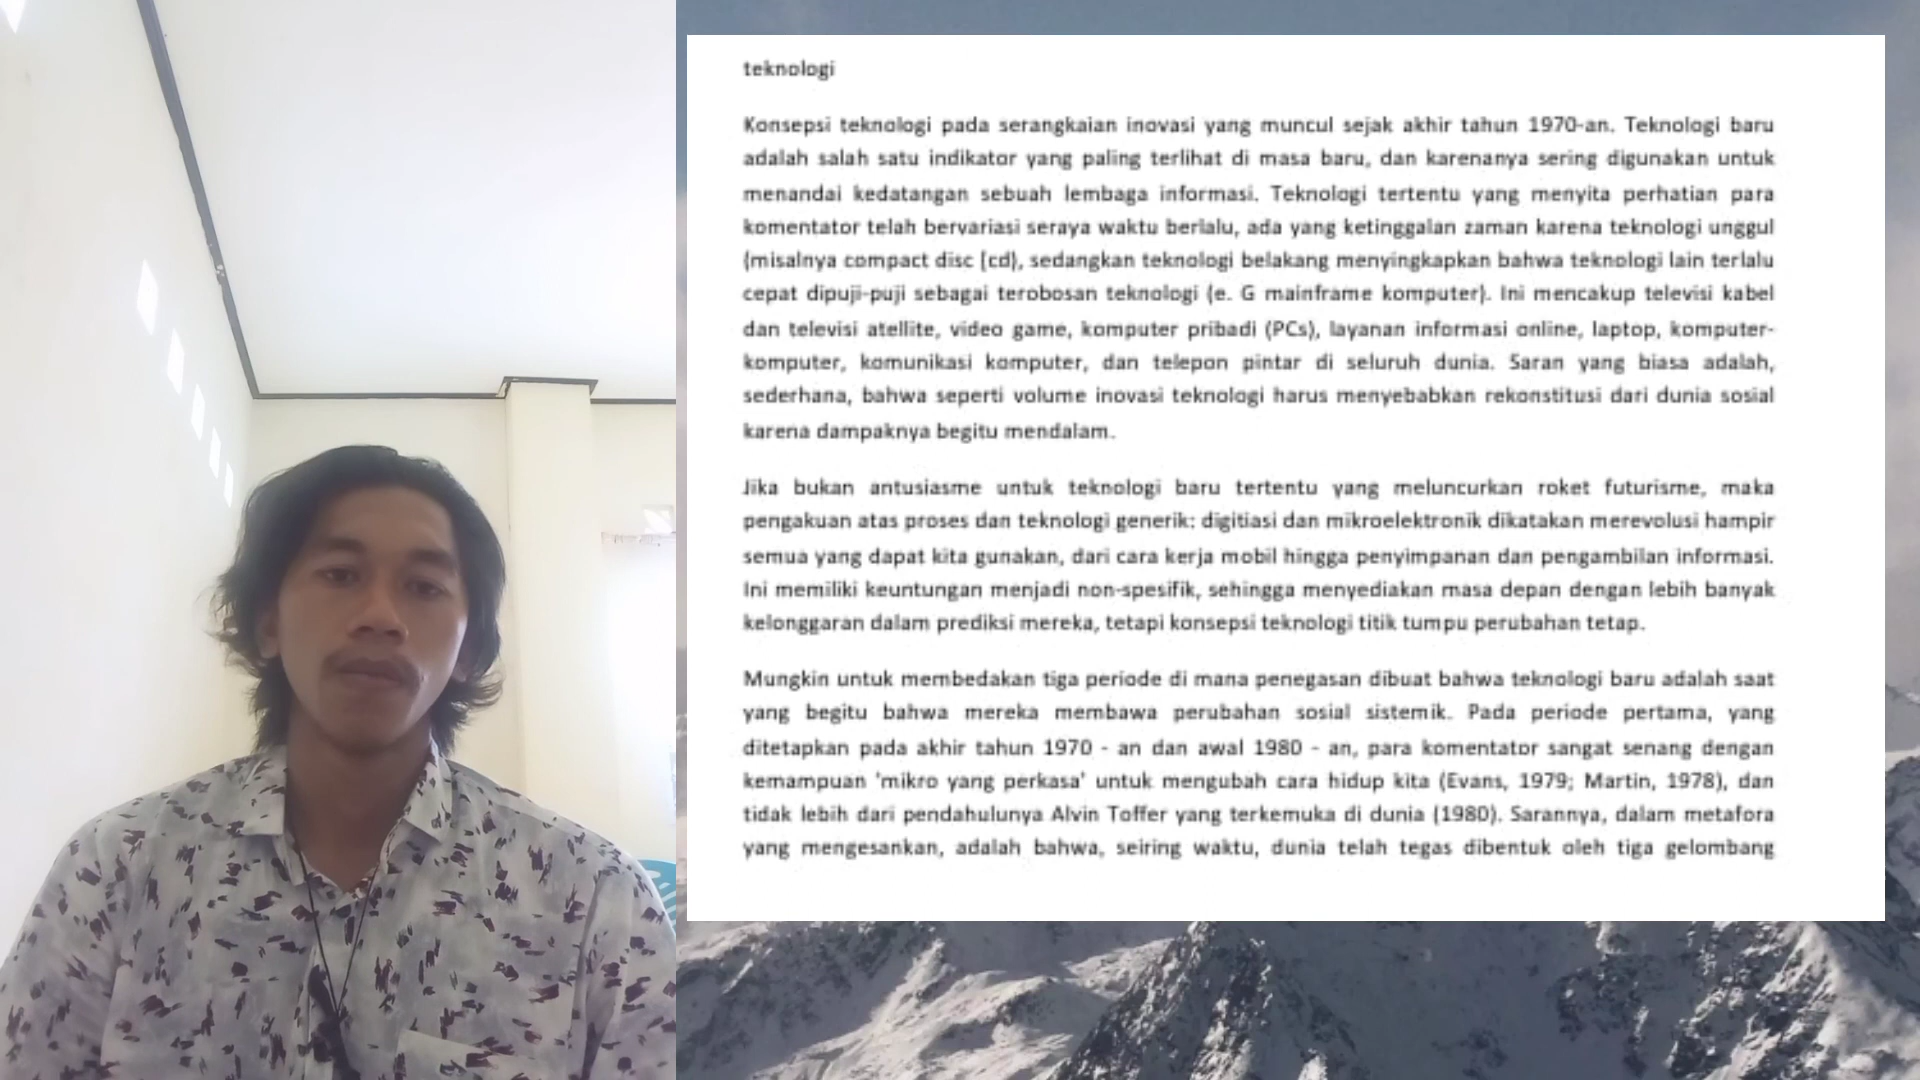 teknologi
Konsepsi teknologi pada serangkaian inovasi yang muncul sejak akhir tahun 1970-an. Teknologi baru
adalah salah satu indikator yang paling terlihat di masa baru, dan karenanya sering digunakan untuk
menandai kedatangan sebuah lembaga informasi. Teknologi tertentu yang menyita perhatian para
komentator telah bervariasi seraya waktu berlalu, ada yang ketinggalan zaman karena teknologi unggul
(misalnya compact disc [cd), sedangkan teknologi belakang menyingkapkan bahwa teknologi lain terlalu
cepat dipuji-puji sebagai terobosan teknologi (e. G mainframe komputer). Ini mencakup televisi kabel
dan televisi atellite, video game, komputer pribadi (PCs), layanan informasi online, laptop, komputer-
komputer, komunikasi komputer, dan telepon pintar di seluruh dunia. Saran yang biasa adalah,
sederhana, bahwa seperti volume inovasi teknologi harus menyebabkan rekonstitusi dari dunia sosial
karena dampaknya begitu mendalam.
Jika bukan antusiasme untuk teknologi baru tertentu yang meluncurkan roket futurisme, maka
pengakuan atas proses dan teknologi generik: digitiasi dan mikroelektronik dikatakan merevolusi hampir
semua yang dapat kita gunakan, dari cara kerja mobil hingga penyimpanan dan pengambilan informasi.
Ini memiliki keuntungan menjadi non-spesifik, sehingga menyediakan masa depan dengan lebih banyak
kelonggaran dalam prediksi mereka, tetapi konsepsi teknologi titik tumpu perubahan tetap.
Mungkin untuk membedakan tiga periode di mana penegasan dibuat bahwa teknologi baru adalah saat
yang begitu bahwa mereka membawa perubahan sosial sistemik. Pada periode pertama, yang
ditetapkan pada akhir tahun 1970 - an dan awal 1980 - an, para komentator sangat senang dengan
kemampuan 'mikro yang perkasa' untuk mengubah cara hidup kita (Evans, 1979; Martin, 1978), dan
tidak lebih dari pendahulunya Alvin Toffer yang terkemuka di dunia (1980). Sarannya, dalam metafora
yang mengesankan, adalah bahwa, seiring waktu, dunia telah tegas dibentuk oleh tiga gelombang